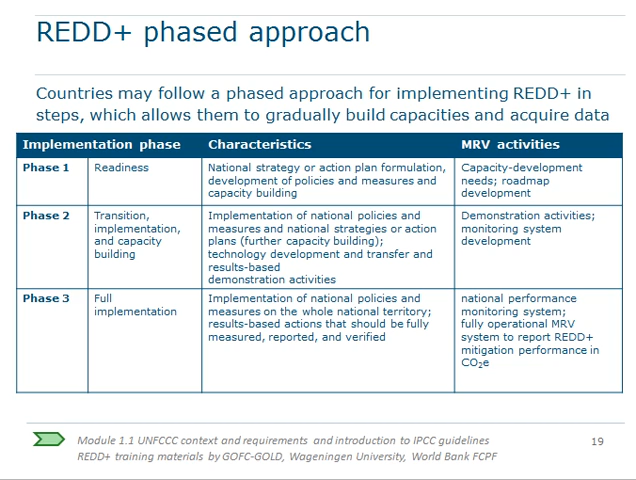 REDD+ phased approach
Countries may follow a phased approach for implementing REDD+ in
steps, which allows them to gradually build capacities and acquire data
Implementation phase Characteristics MRV activities
Phase 1
Readiness
National strategy or action plan formulation,
development of policies and measures and
capacity building
Capacity-development
needs; roadmap
development
Phase 2
Transition,
implementation,
and capacity
building
Implementation of national policies and
measures and national strategies or action
plans (further capacity building);
technology development and transfer and
results-based
demonstration activities
Demonstration activities;
monitoring system
development
Phase 3
Full
implementation
Implementation of national policies and
measures on the whole national territory;
results-based actions that should be fully
measured, reported, and verified
national performance
monitoring system;
fully operational MRV
system to report REDD+
mitigation performance in
CO₂e
Module 1.1 UNFCCC context and requirements and introduction to IPCC guidelines
REDD+ training materials by GOFC-GOLD, Wageningen University, World Bank FCPF
19